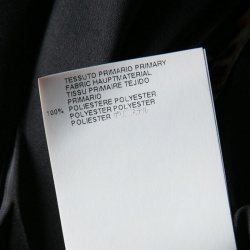 TESSUTO PRIMARIO PRIMARY
FABRIC HAUPTMATERIAL
TISSU PRIMAIRE TEJIDO
PRIMARIO
100% POLIESTERE POLYESTER
POLYESTER POLYESTER
POLIESTER